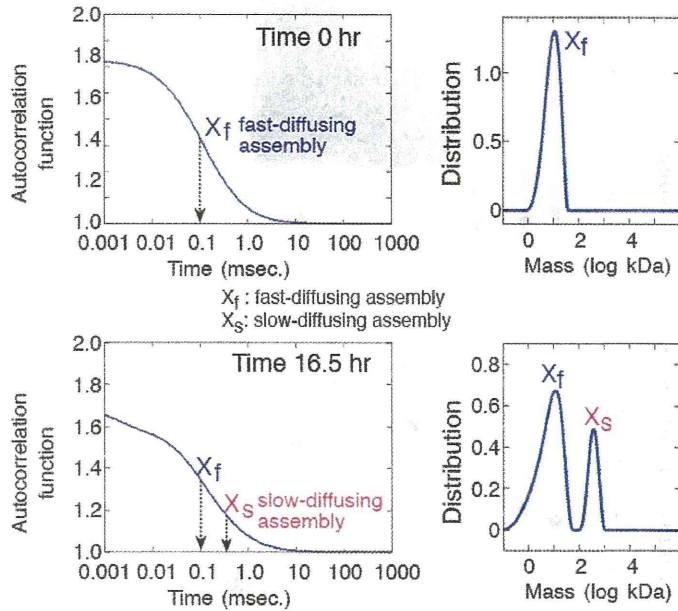 Time 0 hr
Autocorrelation
function
2.0
1.8
1.4
1.2
1.0
Xf fast-diffusing
assembly
0.001 0.01 0.1 1.0 10 100 1000
Time (msec.)
Distribution
1.0
0.5
0
Xf
0 2 4
Mass (log kDa)
Xf : fast-diffusing assembly
Xs: slow-diffusing assembly
Time 16.5 hr
Autocorrelation
function
2.0
1.8
1.6
1.4
1.2
1.0
Xf
Xs slow-diffusing
assembly
0.001 0.01 0.1 1.0 10 100 1000
Time (msec.)
Distribution
0.8
0.6
0.4
0.2
0
Xf
Xs
0 2 4
Mass (log kDa)